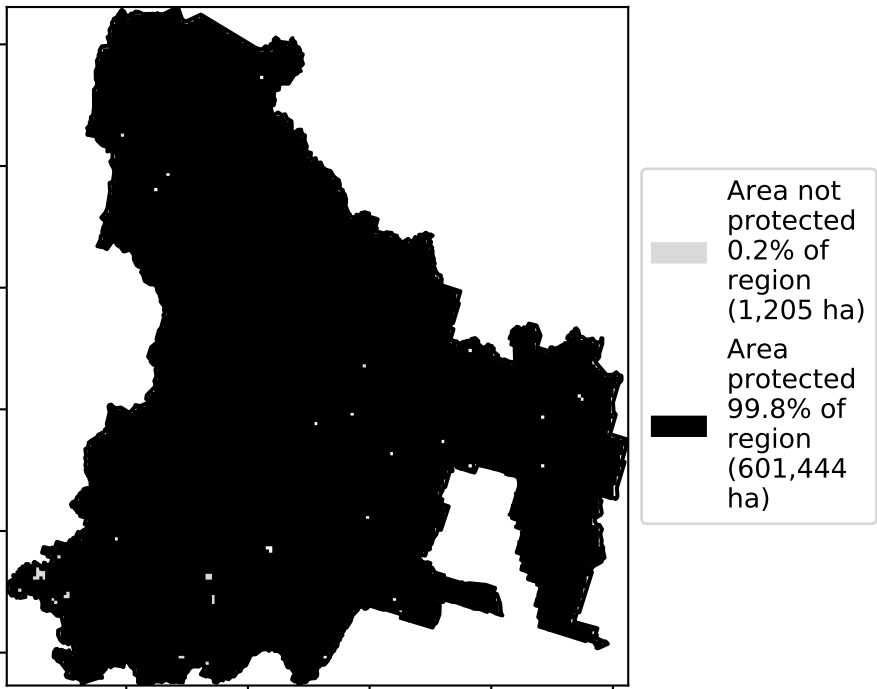 Area not
protected
0.2% of
region
(1,205 ha)
Area
protected
99.8% of
region
(601,444
ha)